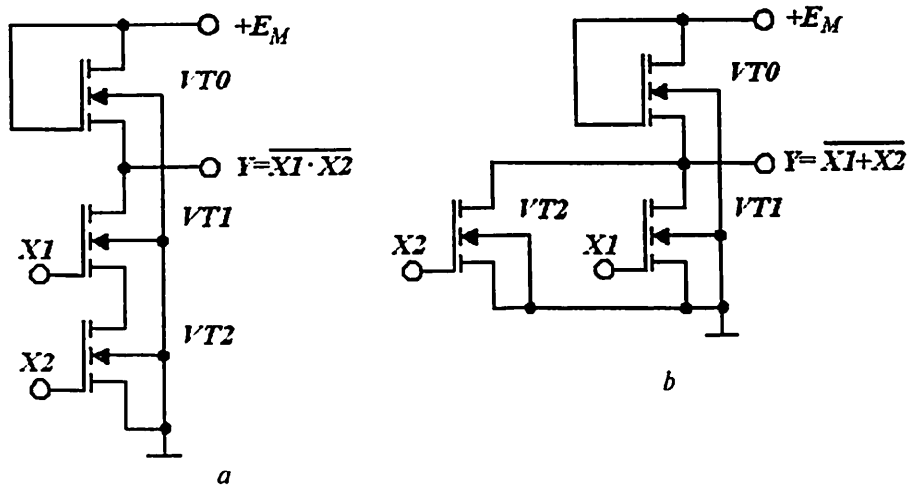 +E_M
VT0
Y=\overline{X1·X2}
VT1
X1
VT2
X2
a
+E_M
VT0
Y=\overline{X1+X2}
VT2
VT1
X2
X1
b